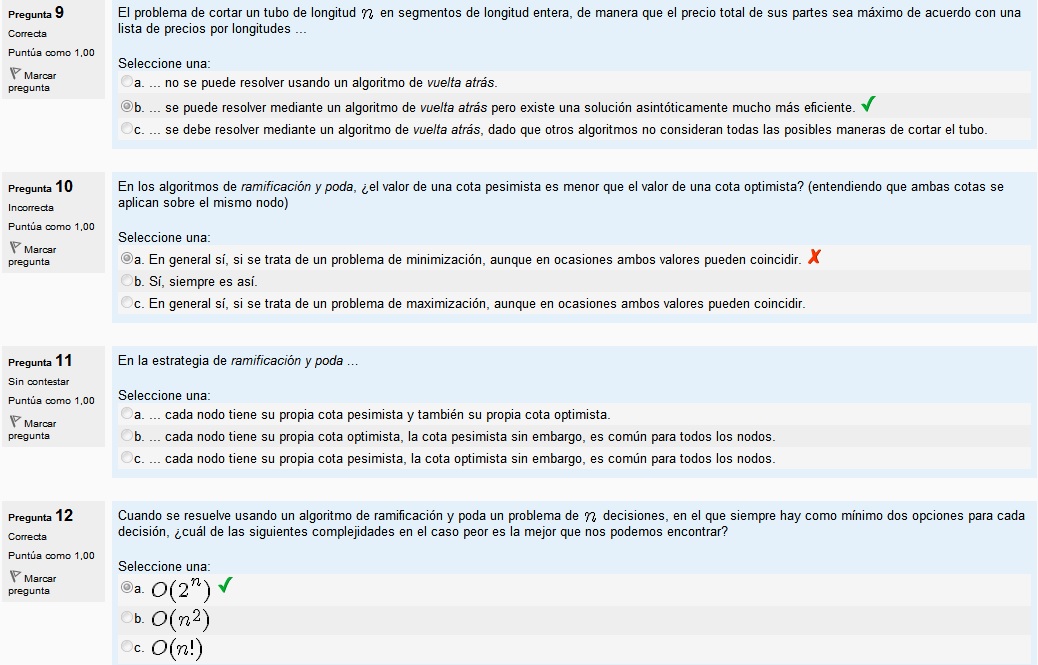 Pregunta 9
Correcta
Puntúa como 1,00
Marcar
pregunta
El problema de cortar un tubo de longitud n en segmentos de longitud entera, de manera que el precio total de sus partes sea máximo de acuerdo con una
lista de precios por longitudes ...
Seleccione una:
a. ... no se puede resolver usando un algoritmo de vuelta atrás.
b. ... se puede resolver mediante un algoritmo de vuelta atrás pero existe una solución asintóticamente mucho más eficiente.
c. ... se debe resolver mediante un algoritmo de vuelta atrás, dado que otros algoritmos no consideran todas las posibles maneras de cortar el tubo.
Pregunta 10
Incorrecta
Puntúa como 1,00
Marcar
pregunta
En los algoritmos de ramificación y poda, ¿el valor de una cota pesimista es menor que el valor de una cota optimista? (entendiendo que ambas cotas se
aplican sobre el mismo nodo)
Seleccione una:
a. En general sí, si se trata de un problema de minimización, aunque en ocasiones ambos valores pueden coincidir.
b. Sí, siempre es así.
c. En general sí, si se trata de un problema de maximización, aunque en ocasiones ambos valores pueden coincidir.
Pregunta 11
Sin contestar
Puntúa como 1,00
Marcar
pregunta
En la estrategia de ramificación y poda ...
Seleccione una:
a. ... cada nodo tiene su propia cota pesimista y también su propia cota optimista.
b. ... cada nodo tiene su propia cota optimista, la cota pesimista sin embargo, es común para todos los nodos.
c. ... cada nodo tiene su propia cota pesimista, la cota optimista sin embargo, es común para todos los nodos.
Pregunta 12
Correcta
Puntúa como 1,00
Marcar
pregunta
Cuando se resuelve usando un algoritmo de ramificación y poda un problema de n decisiones, en el que siempre hay como mínimo dos opciones para cada
decisión, ¿cuál de las siguientes complejidades en el caso peor es la mejor que nos podemos encontrar?
Seleccione una:
a. O(2^n)
b. O(n^2)
c. O(n!)